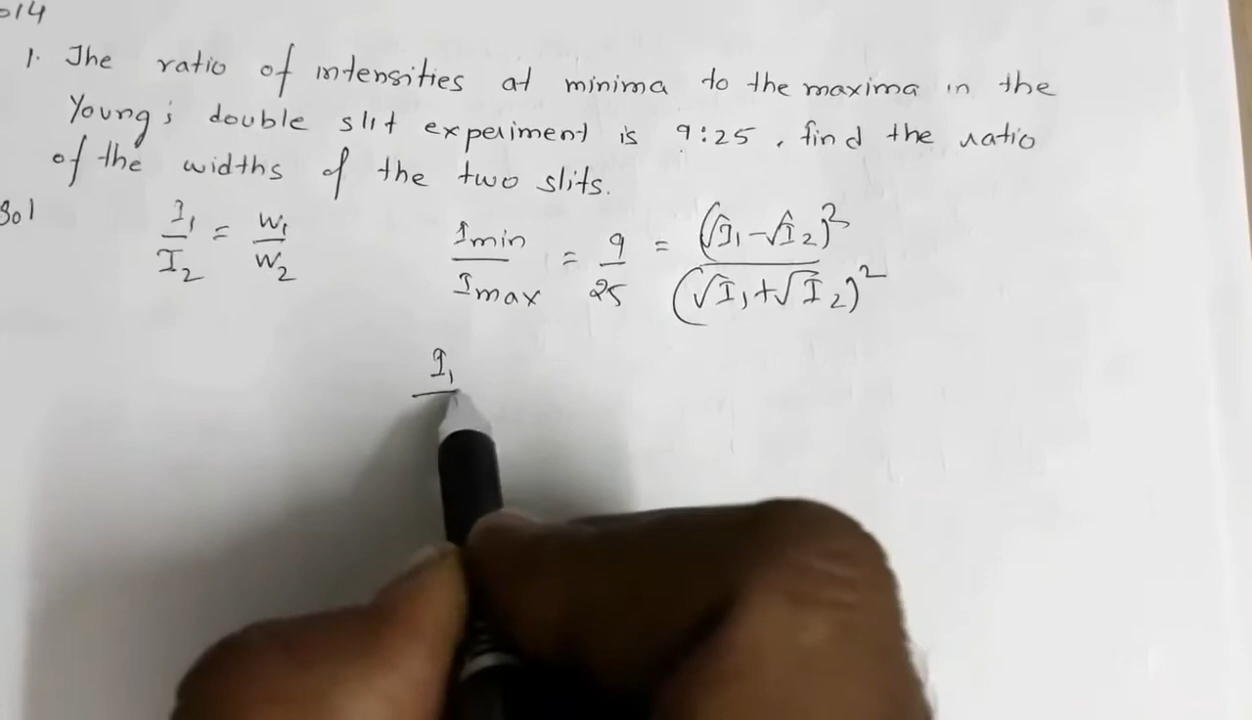 014
1. The ratio of intensities at minima to the maxima in the
Young's double slit experiment is 9:25, find the ratio
of the widths of the two slits.
Sol
I₁/I₂ = W₁/W₂
Imin/Imax = 9/25 = (√I₁-√I₂)²/(√I₁+√I₂)²
I₁